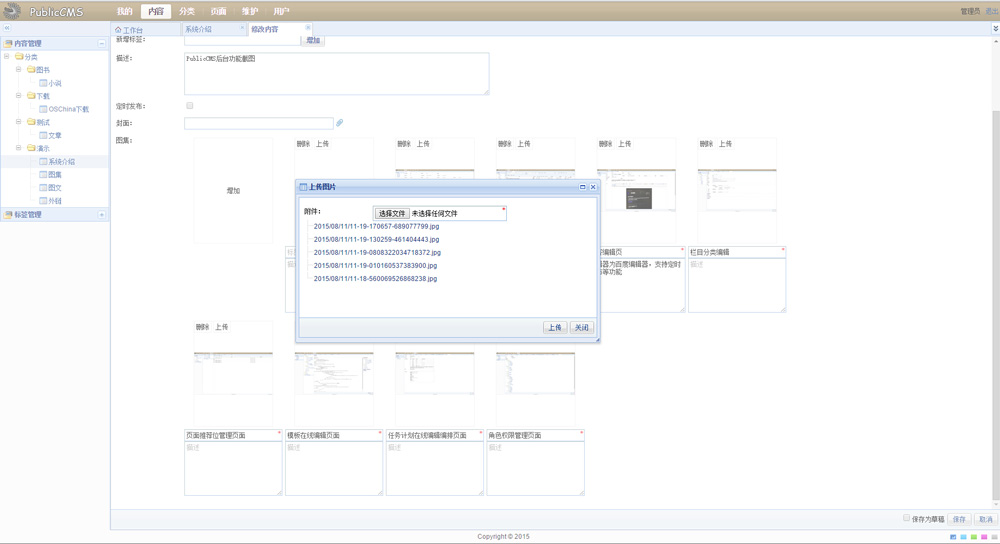 PublicCMS
我的 内容 分类 页面 维护 用户
管理员 退出
工作台 系统介绍 修改内容
内容管理
分类
图书
小说
下载
OSChina下载
测试
文章
演示
系统介绍
图集
图文
外链
标签管理
新增标签: 增加
描述: PublicCMS后台功能截图
定时发布:
封面:
图集:
增加
删除 上传
删除 上传
删除 上传
删除 上传
删除 上传
上传图片
附件: 选择文件 未选择任何文件 *
2015/08/11/11-19-170657-689077799.jpg
2015/08/11/11-19-130259-461404443.jpg
2015/08/11/11-19-0808322034718372.jpg
2015/08/11/11-19-010160537383900.jpg
2015/08/11/11-18-560069526868238.jpg
上传 关闭
编辑页 *
栏目分类编辑 *
器为百度编辑器,支持定时
等功能
描述
删除 上传
页面推荐位管理页面 *
模板在线编辑页面 *
任务计划在线编辑编排页面 *
角色权限管理页面 *
描述
描述
描述
描述
保存为草稿 保存 取消
Copyright © 2015